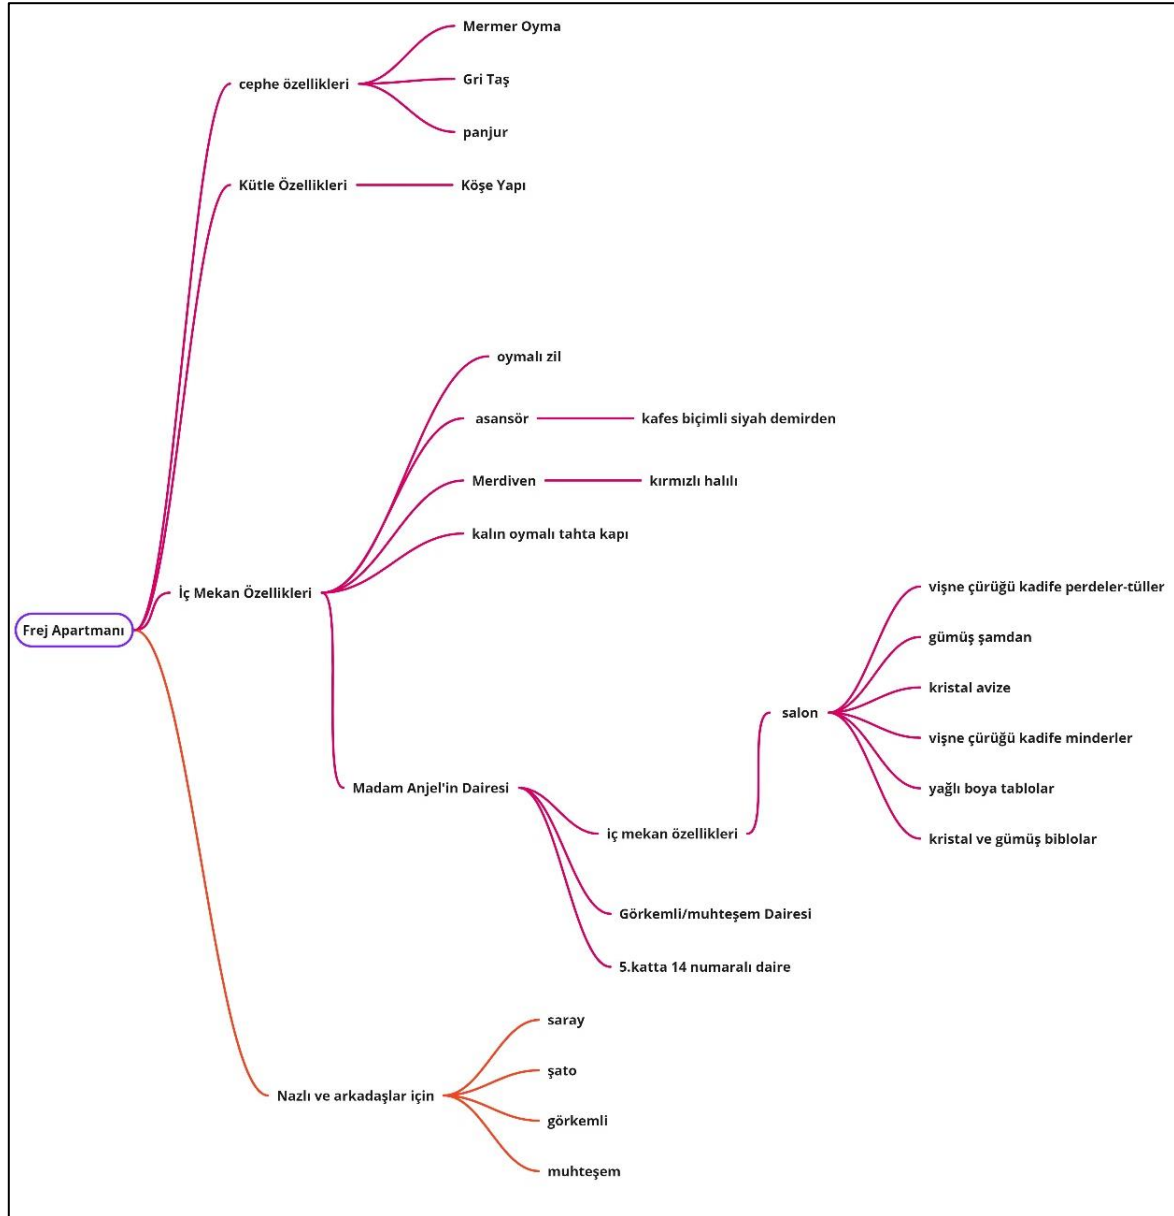 Mermer Oyma
cephe özellikleri
Gri Taş
panjur
Kütle Özellikleri
Köşe Yapı
oymalı zil
asansör
kafes biçimli siyah demirden
Merdiven
kırmızlı halılı
kalın oymalı tahta kapı
İç Mekan Özellikleri
Frej Apartmanı
vişne çürüğü kadife perdeler-tüller
gümüş şamdan
kristal avize
salon
vişne çürüğü kadife minderler
yağlı boya tablolar
kristal ve gümüş biblolar
Madam Anjel'in Dairesi
iç mekan özellikleri
Görkemli/muhteşem Dairesi
5.katta 14 numaralı daire
saray
şato
Nazlı ve arkadaşlar için
görkemli
muhteşem